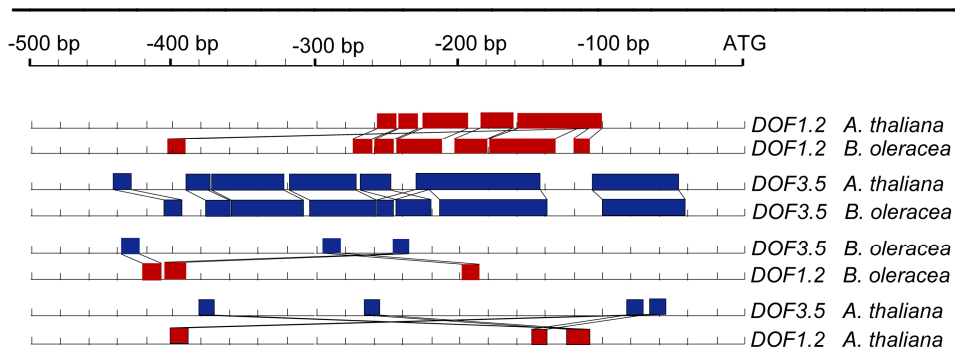 -500 bp -400 bp -300 bp -200 bp -100 bp ATG
DOF1.2 A. thaliana
DOF1.2 B. oleracea
DOF3.5 A. thaliana
DOF3.5 B. oleracea
DOF3.5 B. oleracea
DOF1.2 B. oleracea
DOF3.5 A. thaliana
DOF1.2 A. thaliana